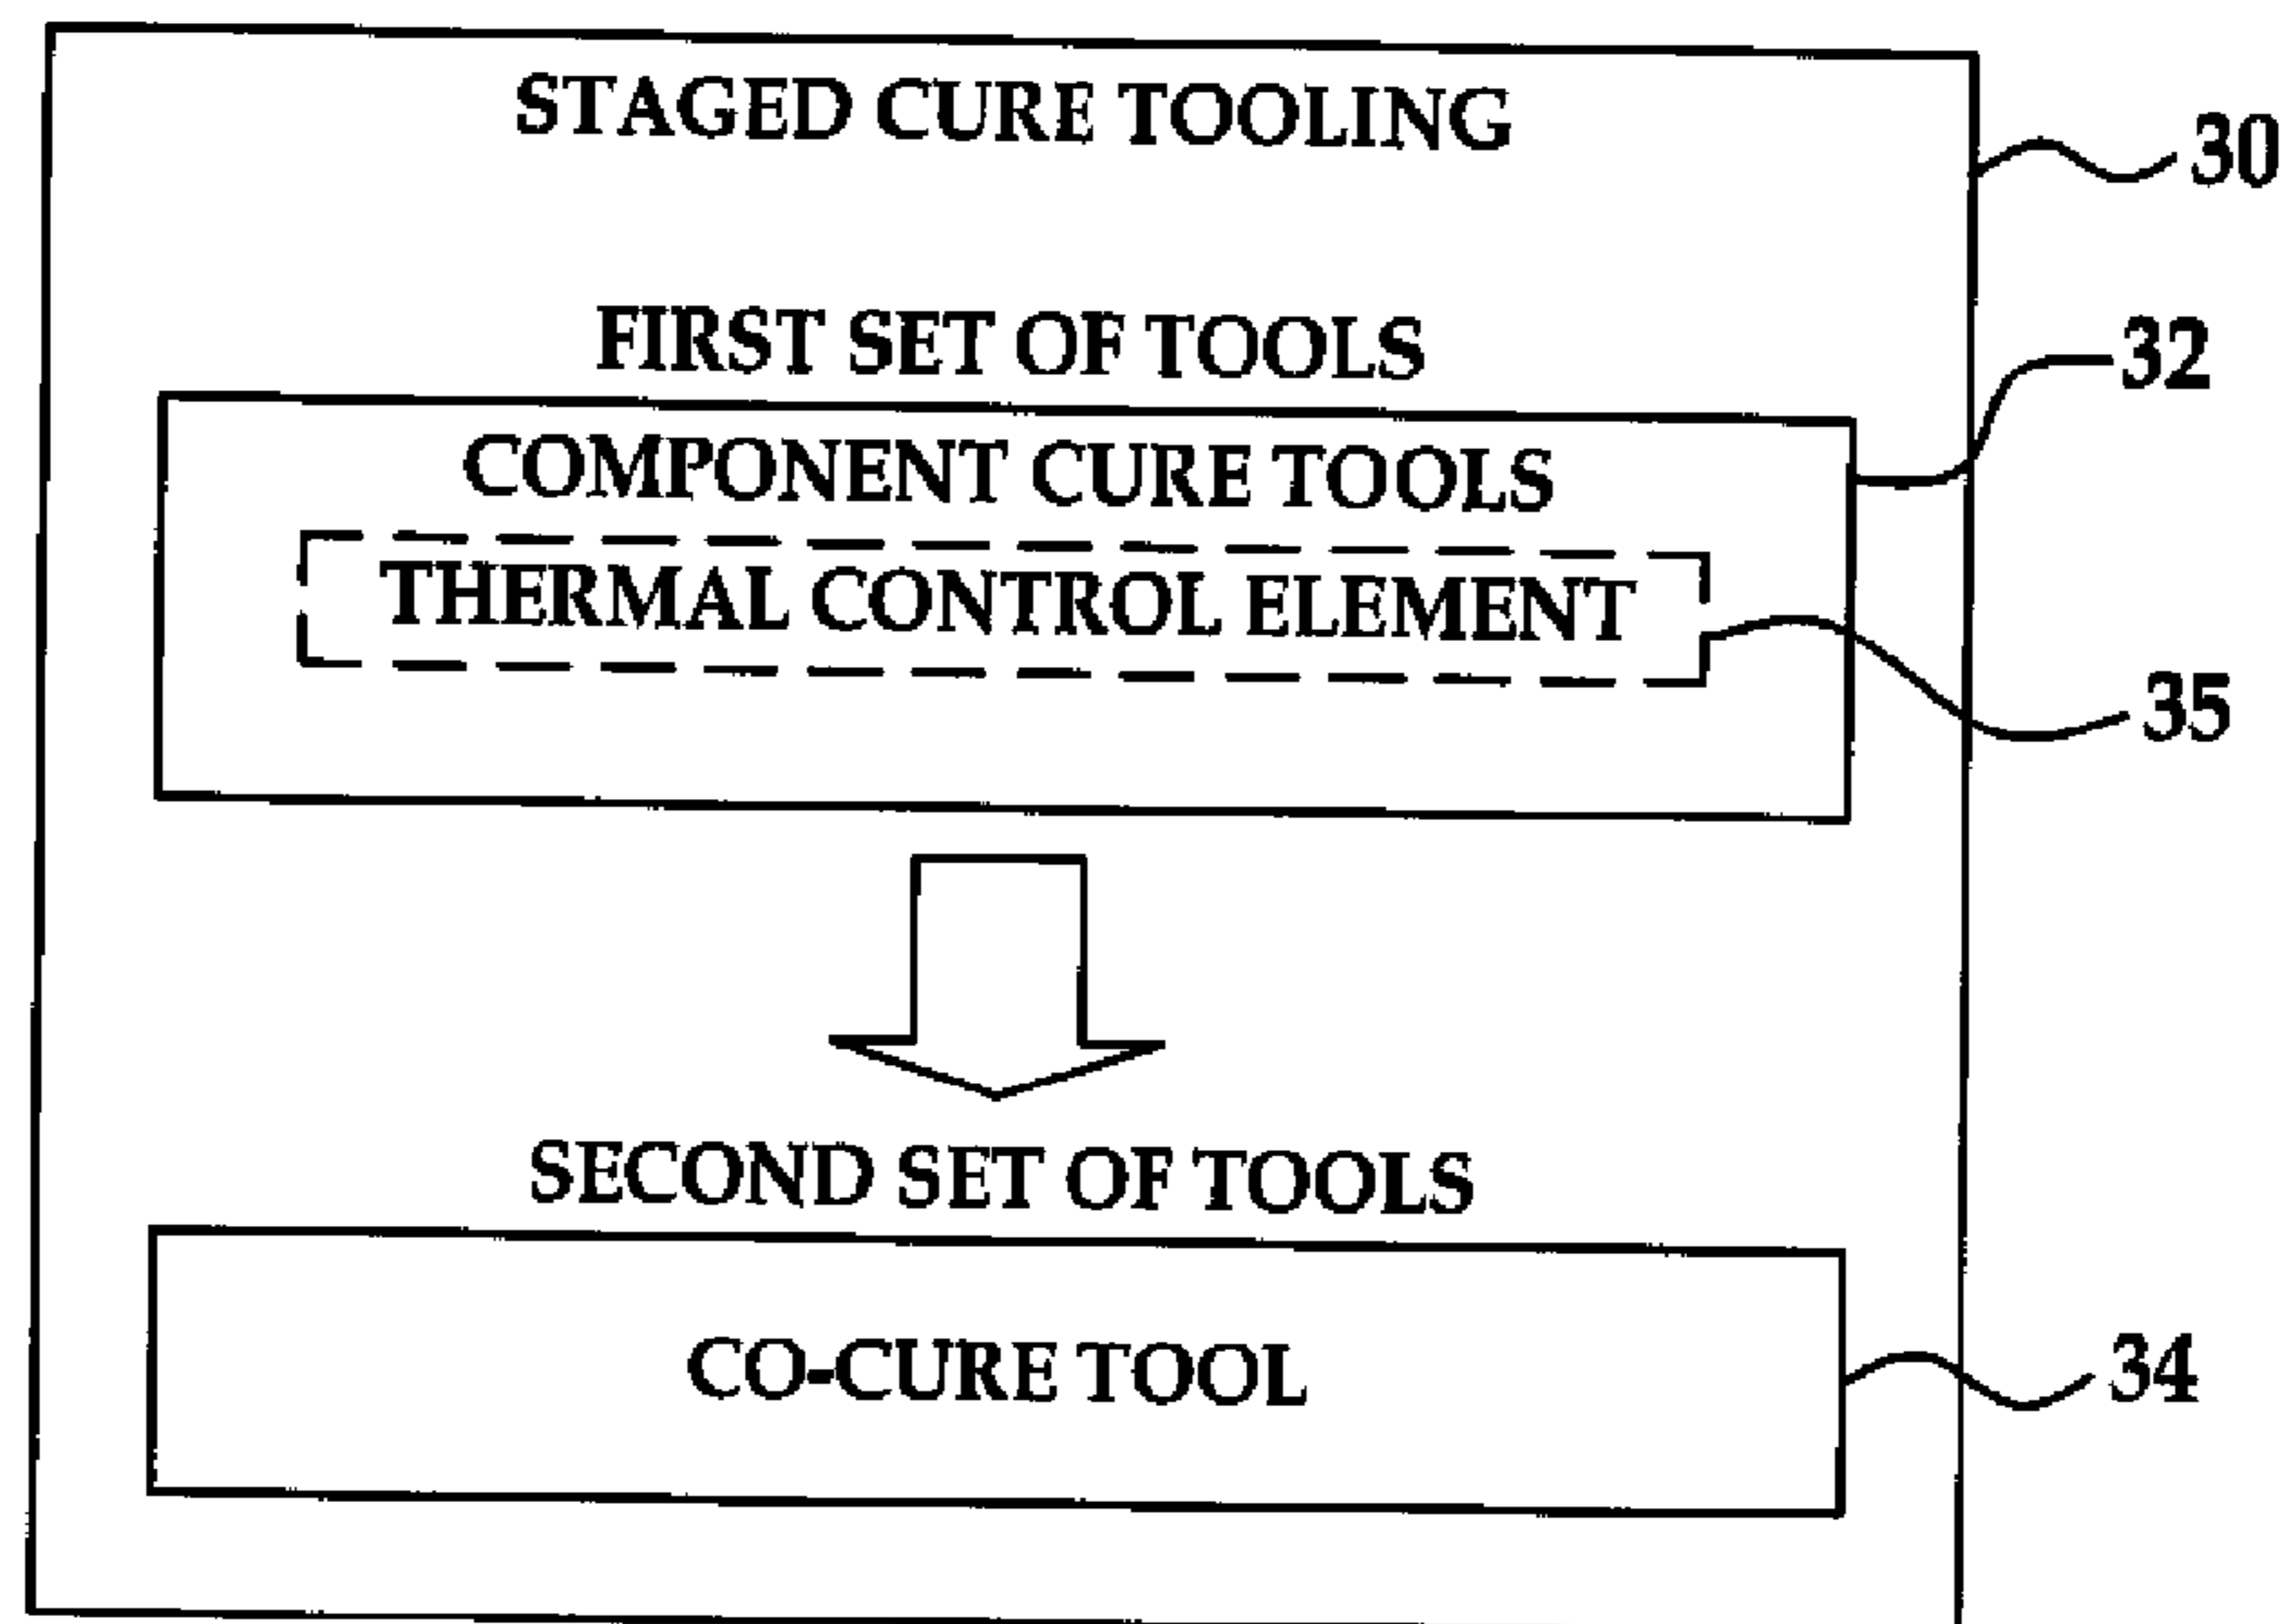 STAGED CURE TOOLING
30
FIRST SET OF TOOLS
32
COMPONENT CURE TOOLS
THERMAL CONTROL ELEMENT
35
SECOND SET OF TOOLS
CO-CURE TOOL
34